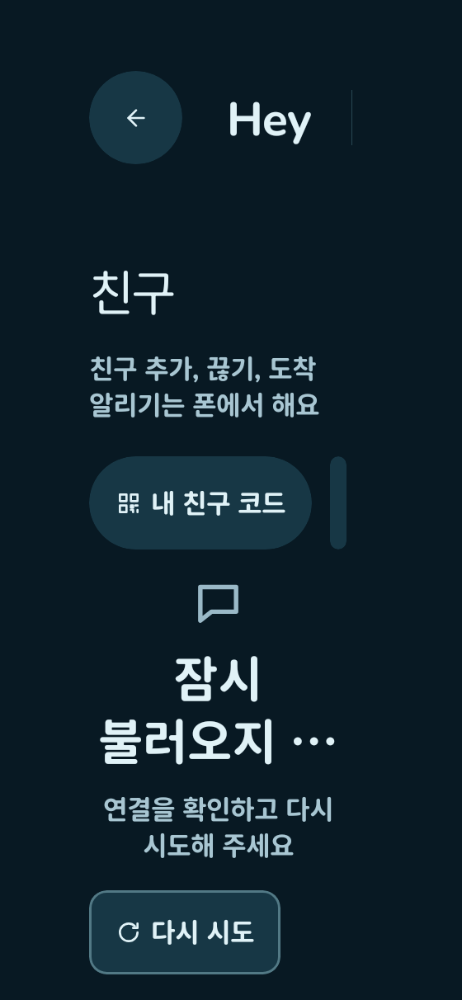 Hey
친구
친구 추가, 끊기, 도착
알리기는 폰에서 해요
내 친구 코드
잠시
불러오지 …
연결을 확인하고 다시
시도해 주세요
다시 시도